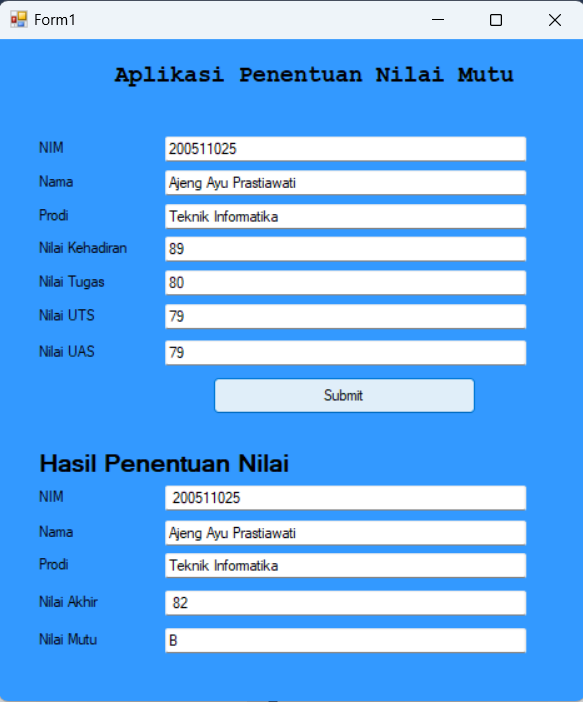 Form1
Aplikasi Penentuan Nilai Mutu
NIM 200511025
Nama Ajeng Ayu Prastiawati
Prodi Teknik Informatika
Nilai Kehadiran 89
Nilai Tugas 80
Nilai UTS 79
Nilai UAS 79
Submit
Hasil Penentuan Nilai
NIM 200511025
Nama Ajeng Ayu Prastiawati
Prodi Teknik Informatika
Nilai Akhir 82
Nilai Mutu B